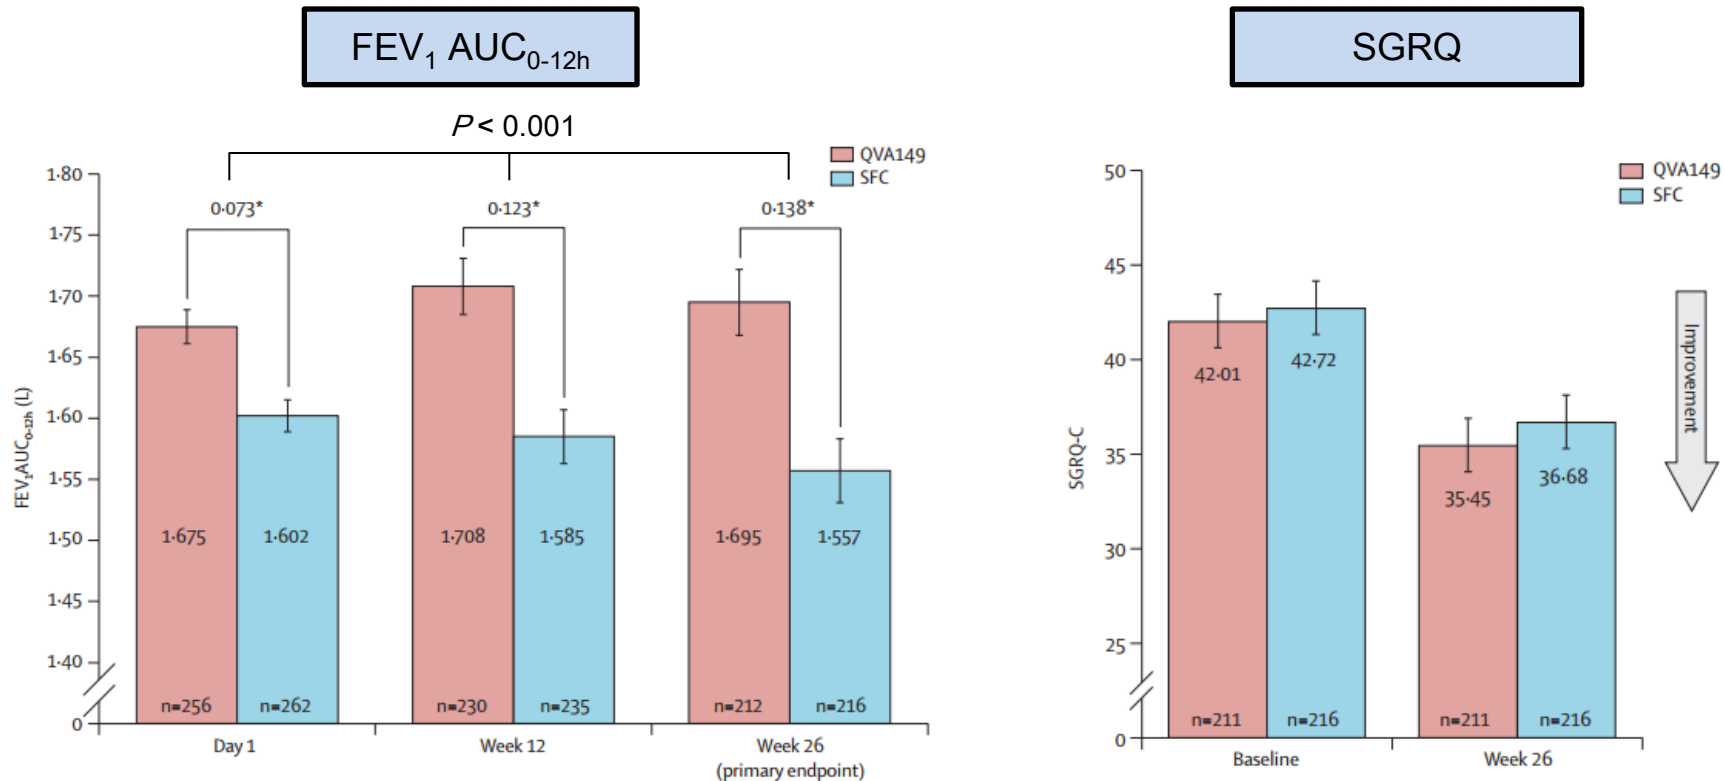 FEV₁ AUC₀₋₁₂ₕ
P < 0.001
QVA149
SFC
1·80
1·75
1·70
1·65
1·60
1·55
1·50
1·45
1·40
0
FEV₁AUC₀₋₁₂ₕ (L)
0·073*
0·123*
0·138*
1·675
1·602
1·708
1·585
1·695
1·557
n=256
n=262
n=230
n=235
n=212
n=216
Day 1
Week 12
Week 26
(primary endpoint)
SGRQ
QVA149
SFC
50
45
40
35
30
25
0
SGRQ-C
42·01
42·72
35·45
36·68
n=211
n=216
n=211
n=216
Baseline
Week 26
Improvement